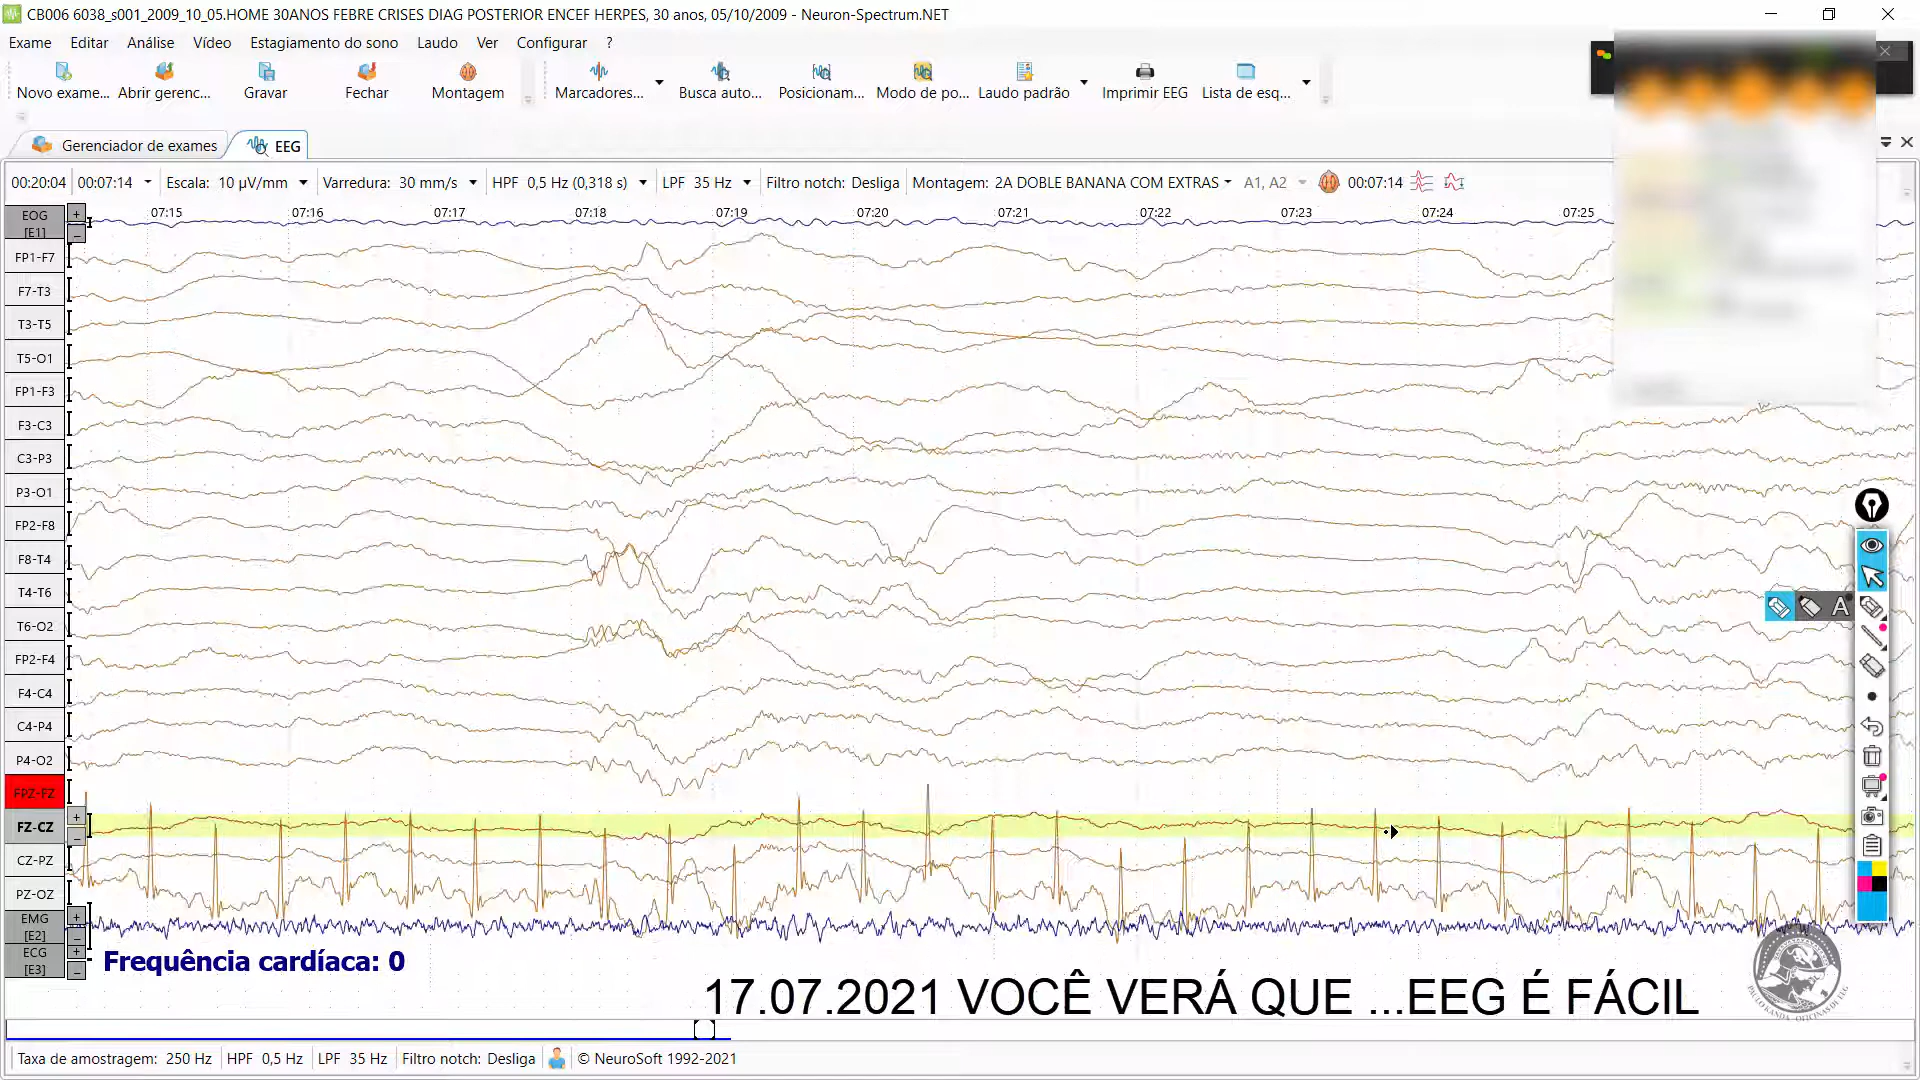 CB006 6038_s001_2009_10_05.HOME 30ANOS FEBRE CRISES DIAG POSTERIOR ENCEF HERPES, 30 anos, 05/10/2009 - Neuron-Spectrum.NET
Exame Editar Análise Vídeo Estagiamento do sono Laudo Ver Configurar ?
Novo exame... Abrir gerenc... Gravar Fechar Montagem Marcadores... Busca auto... Posicionam... Modo de po... Laudo padrão Imprimir EEG Lista de esq...
Gerenciador de exames EEG
00:20:04 00:07:14 Escala: 10 µV/mm Varredura: 30 mm/s HPF 0,5 Hz (0,318 s) LPF 35 Hz Filtro notch: Desliga Montagem: 2A DOBLE BANANA COM EXTRAS A1, A2 00:07:14
07:15 07:16 07:17 07:18 07:19 07:20 07:21 07:22 07:23 07:24 07:25
EOG
[E1]
FP1-F7
F7-T3
T3-T5
T5-O1
FP1-F3
F3-C3
C3-P3
P3-O1
FP2-F8
F8-T4
T4-T6
A
T6-O2
FP2-F4
F4-C4
C4-P4
P4-O2
FPZ-FZ
FZ-CZ
CZ-PZ
PZ-OZ
EMG
[E2]
ECG
[E3]
Frequência cardíaca: 0
17.07.2021 VOCÊ VERÁ QUE ...EEG É FÁCIL
Taxa de amostragem: 250 Hz HPF 0,5 Hz LPF 35 Hz Filtro notch: Desliga © NeuroSoft 1992-2021